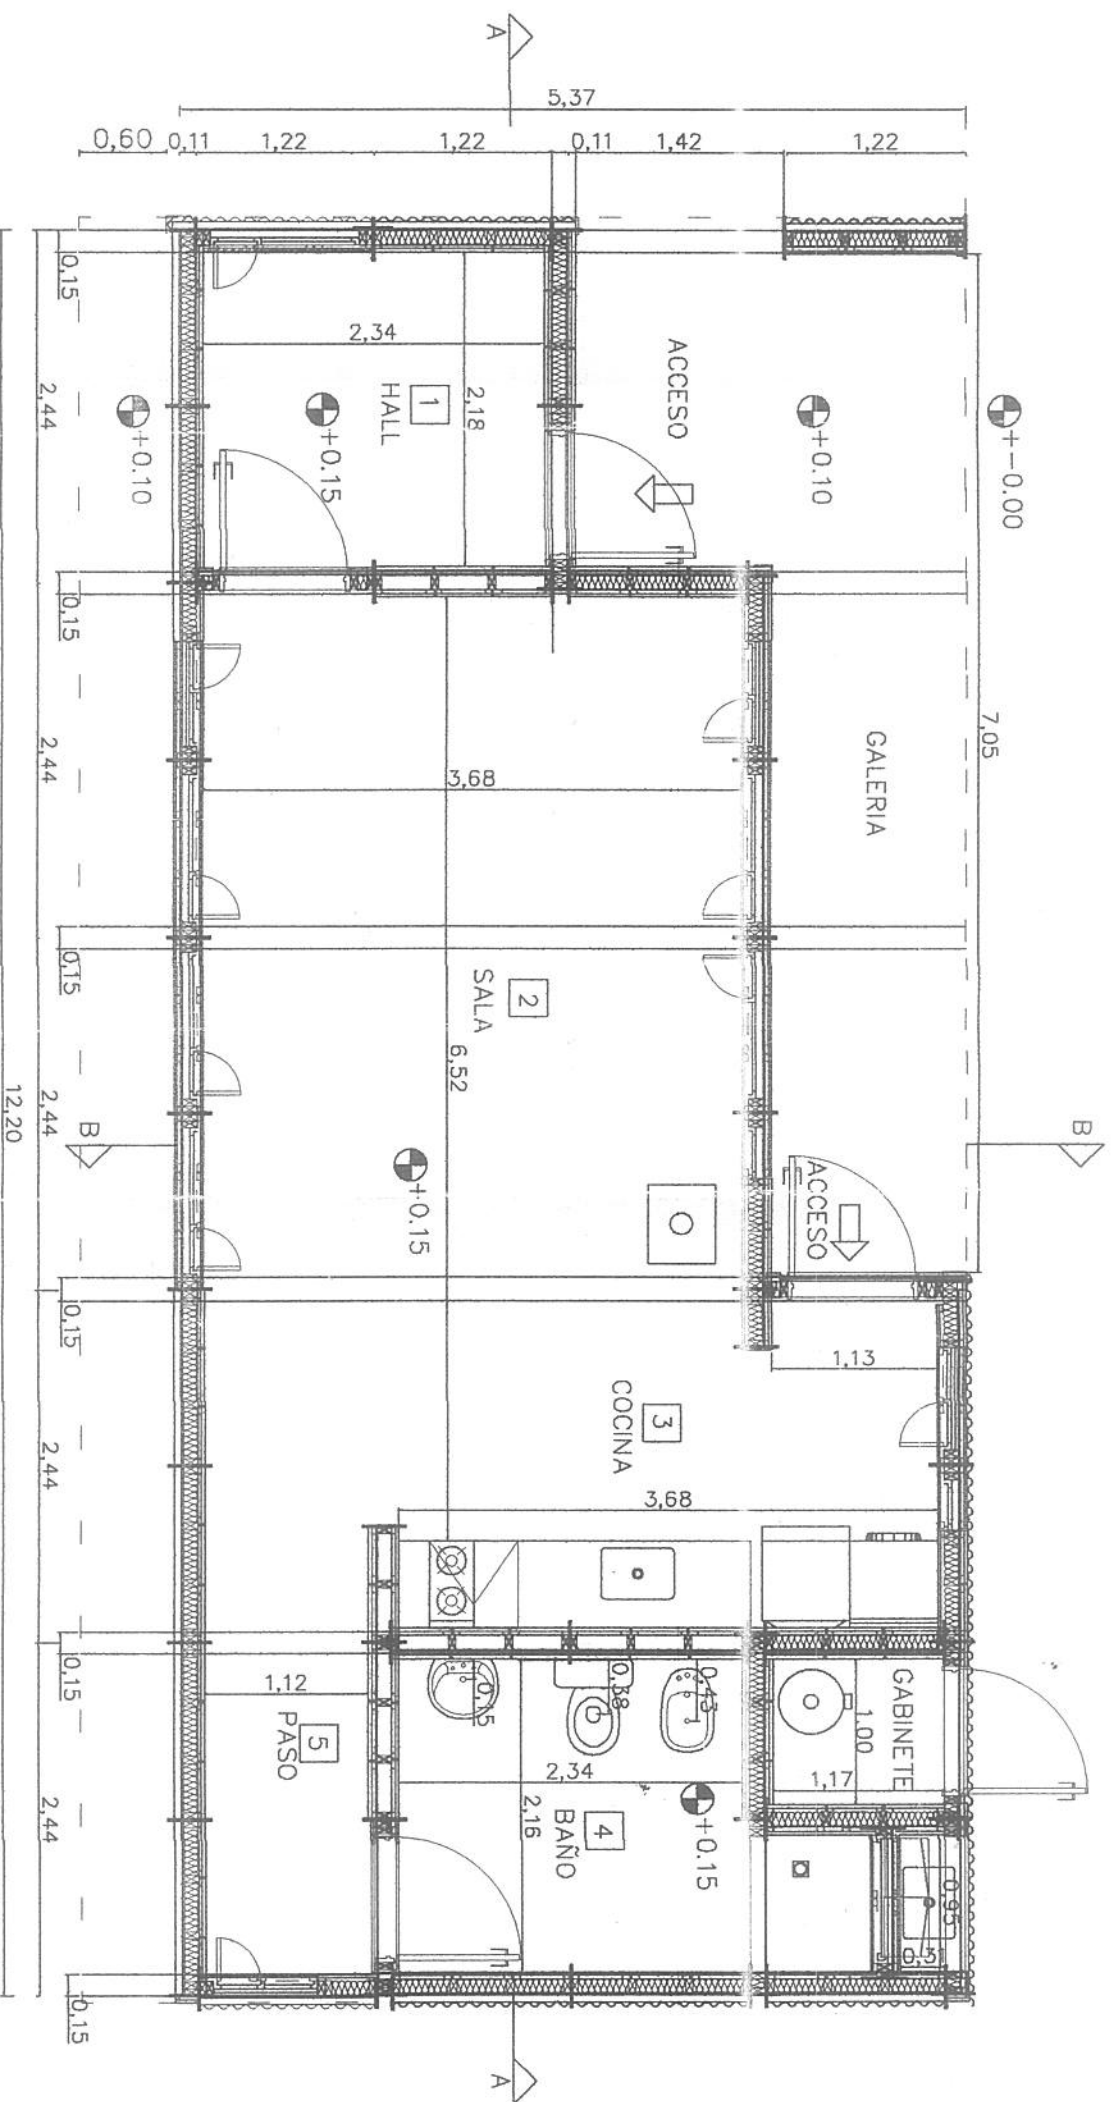 A
5,37
0,60 0,11 1,22 1,22 0,11 1,42 1,22
0,15
2,44
+0.10
2,34
1
HALL
2,18
+0.15
ACCESO
+0.10
+-0.00
0,15
2,44
3,68
GALERIA
7,05
0,15
2
SALA
6,52
2,44
12,20
B
B
+0.15
ACCESO
0,15
1,13
3
COCINA
2,44
3,68
0,15
1,12
5
PASO
0,15
0,38
0,43
GABINETE
1,00
1,17
2,34
2,16
4
BAÑO
+0.15
2,44
0,95
0,31
0,15
A